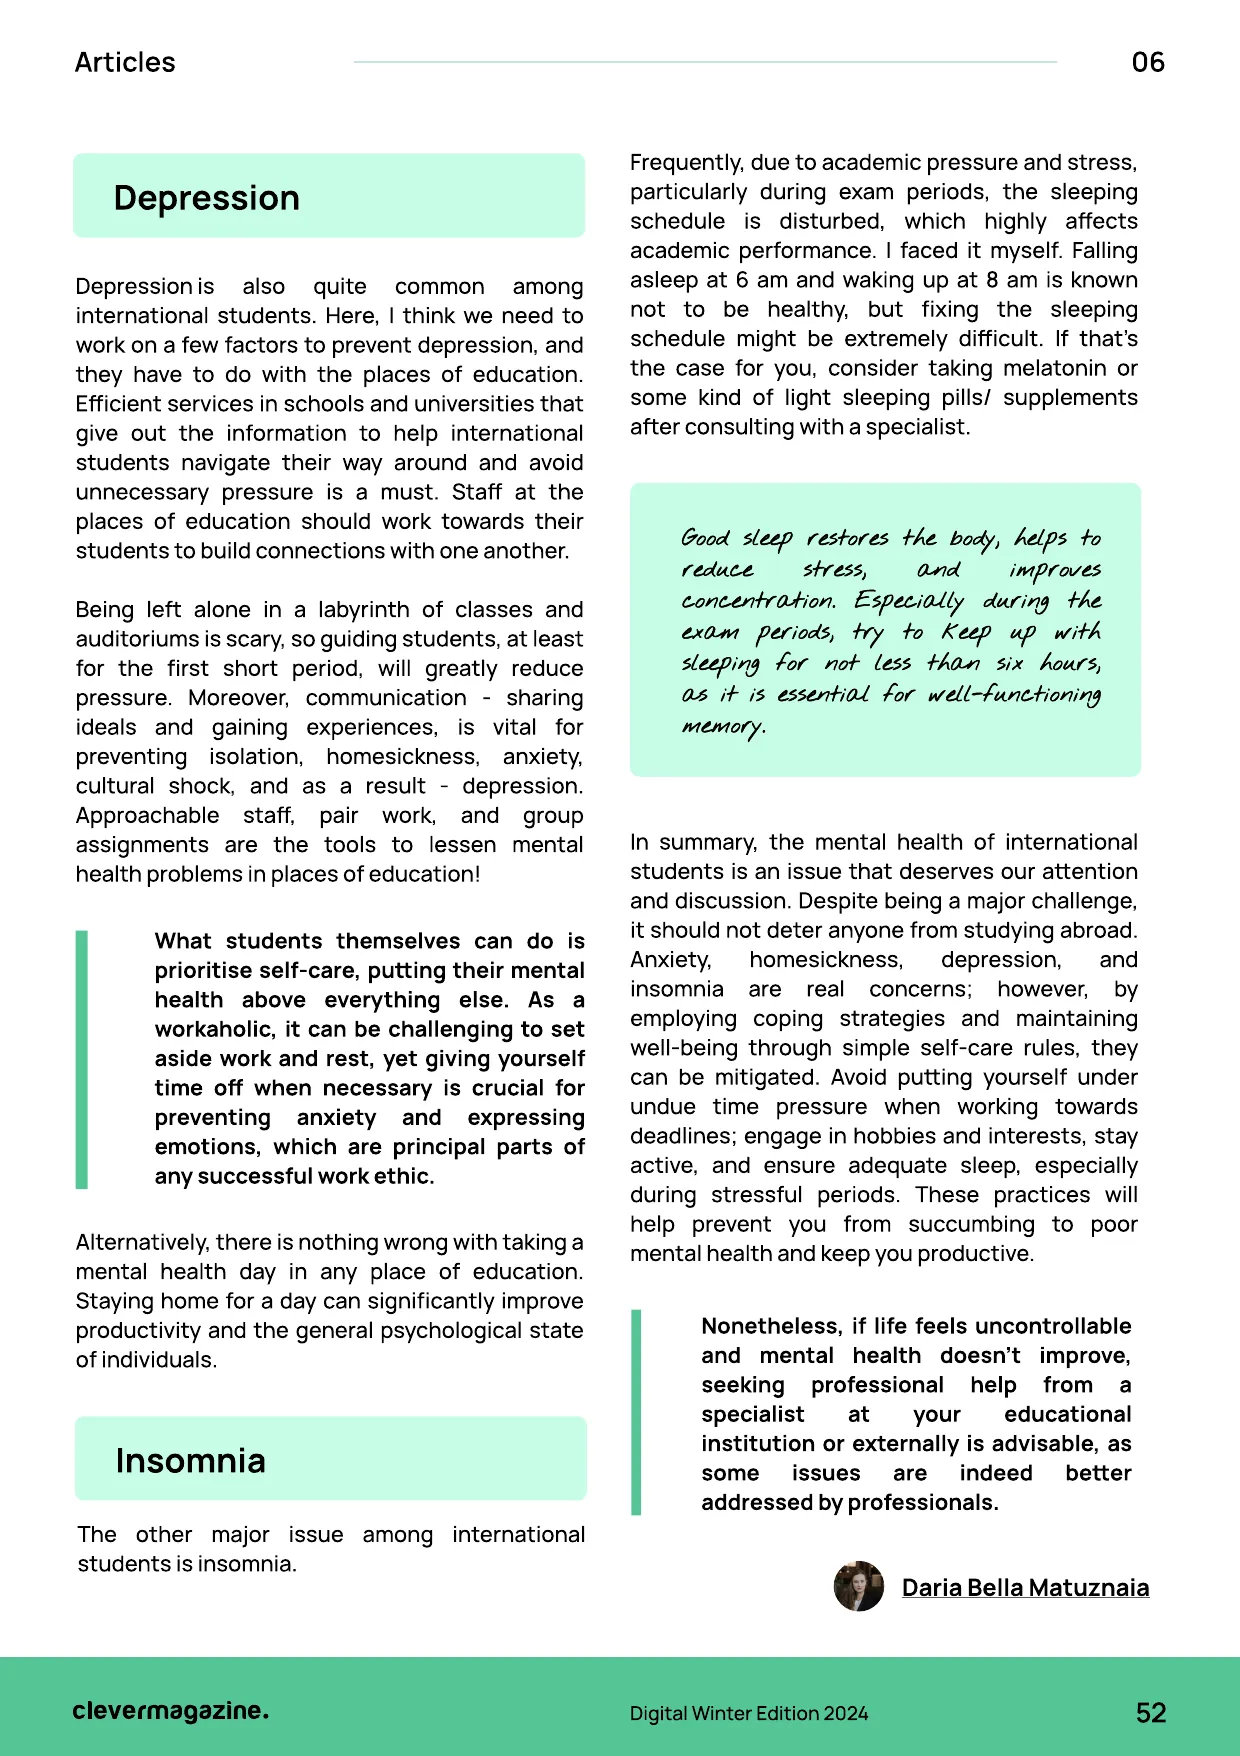 Articles
06
Depression
Depression is also quite common among
international students. Here, I think we need to
work on a few factors to prevent depression, and
they have to do with the places of education.
Efficient services in schools and universities that
give out the information to help international
students navigate their way around and avoid
unnecessary pressure is a must. Staff at the
places of education should work towards their
students to build connections with one another.
Being left alone in a labyrinth of classes and
auditoriums is scary, so guiding students, at least
for the first short period, will greatly reduce
pressure. Moreover, communication - sharing
ideals and gaining experiences, is vital for
preventing isolation, homesickness, anxiety,
cultural shock, and as a result - depression.
Approachable staff, pair work, and group
assignments are the tools to lessen mental
health problems in places of education!
What students themselves can do is
prioritise self-care, putting their mental
health above everything else. As a
workaholic, it can be challenging to set
aside work and rest, yet giving yourself
time off when necessary is crucial for
preventing anxiety and expressing
emotions, which are principal parts of
any successful work ethic.
Alternatively, there is nothing wrong with taking a
mental health day in any place of education.
Staying home for a day can significantly improve
productivity and the general psychological state
of individuals.
Insomnia
The other major issue among international
students is insomnia.
Frequently, due to academic pressure and stress,
particularly during exam periods, the sleeping
schedule is disturbed, which highly affects
academic performance. I faced it myself. Falling
asleep at 6 am and waking up at 8 am is known
not to be healthy, but fixing the sleeping
schedule might be extremely difficult. If that's
the case for you, consider taking melatonin or
some kind of light sleeping pills/ supplements
after consulting with a specialist.
Good sleep restores the body, helps to
reduce stress, and improves
concentration. Especially during the
exam periods, try to keep up with
sleeping for not less than six hours,
as it is essential for well-functioning
memory.
In summary, the mental health of international
students is an issue that deserves our attention
and discussion. Despite being a major challenge,
it should not deter anyone from studying abroad.
Anxiety, homesickness, depression, and
insomnia are real concerns; however, by
employing coping strategies and maintaining
well-being through simple self-care rules, they
can be mitigated. Avoid putting yourself under
undue time pressure when working towards
deadlines; engage in hobbies and interests, stay
active, and ensure adequate sleep, especially
during stressful periods. These practices will
help prevent you from succumbing to poor
mental health and keep you productive.
Nonetheless, if life feels uncontrollable
and mental health doesn't improve,
seeking professional help from a
specialist at your educational
institution or externally is advisable, as
some issues are indeed better
addressed by professionals.
Daria Bella Matuznaia
clevermagazine.
Digital Winter Edition 2024
52